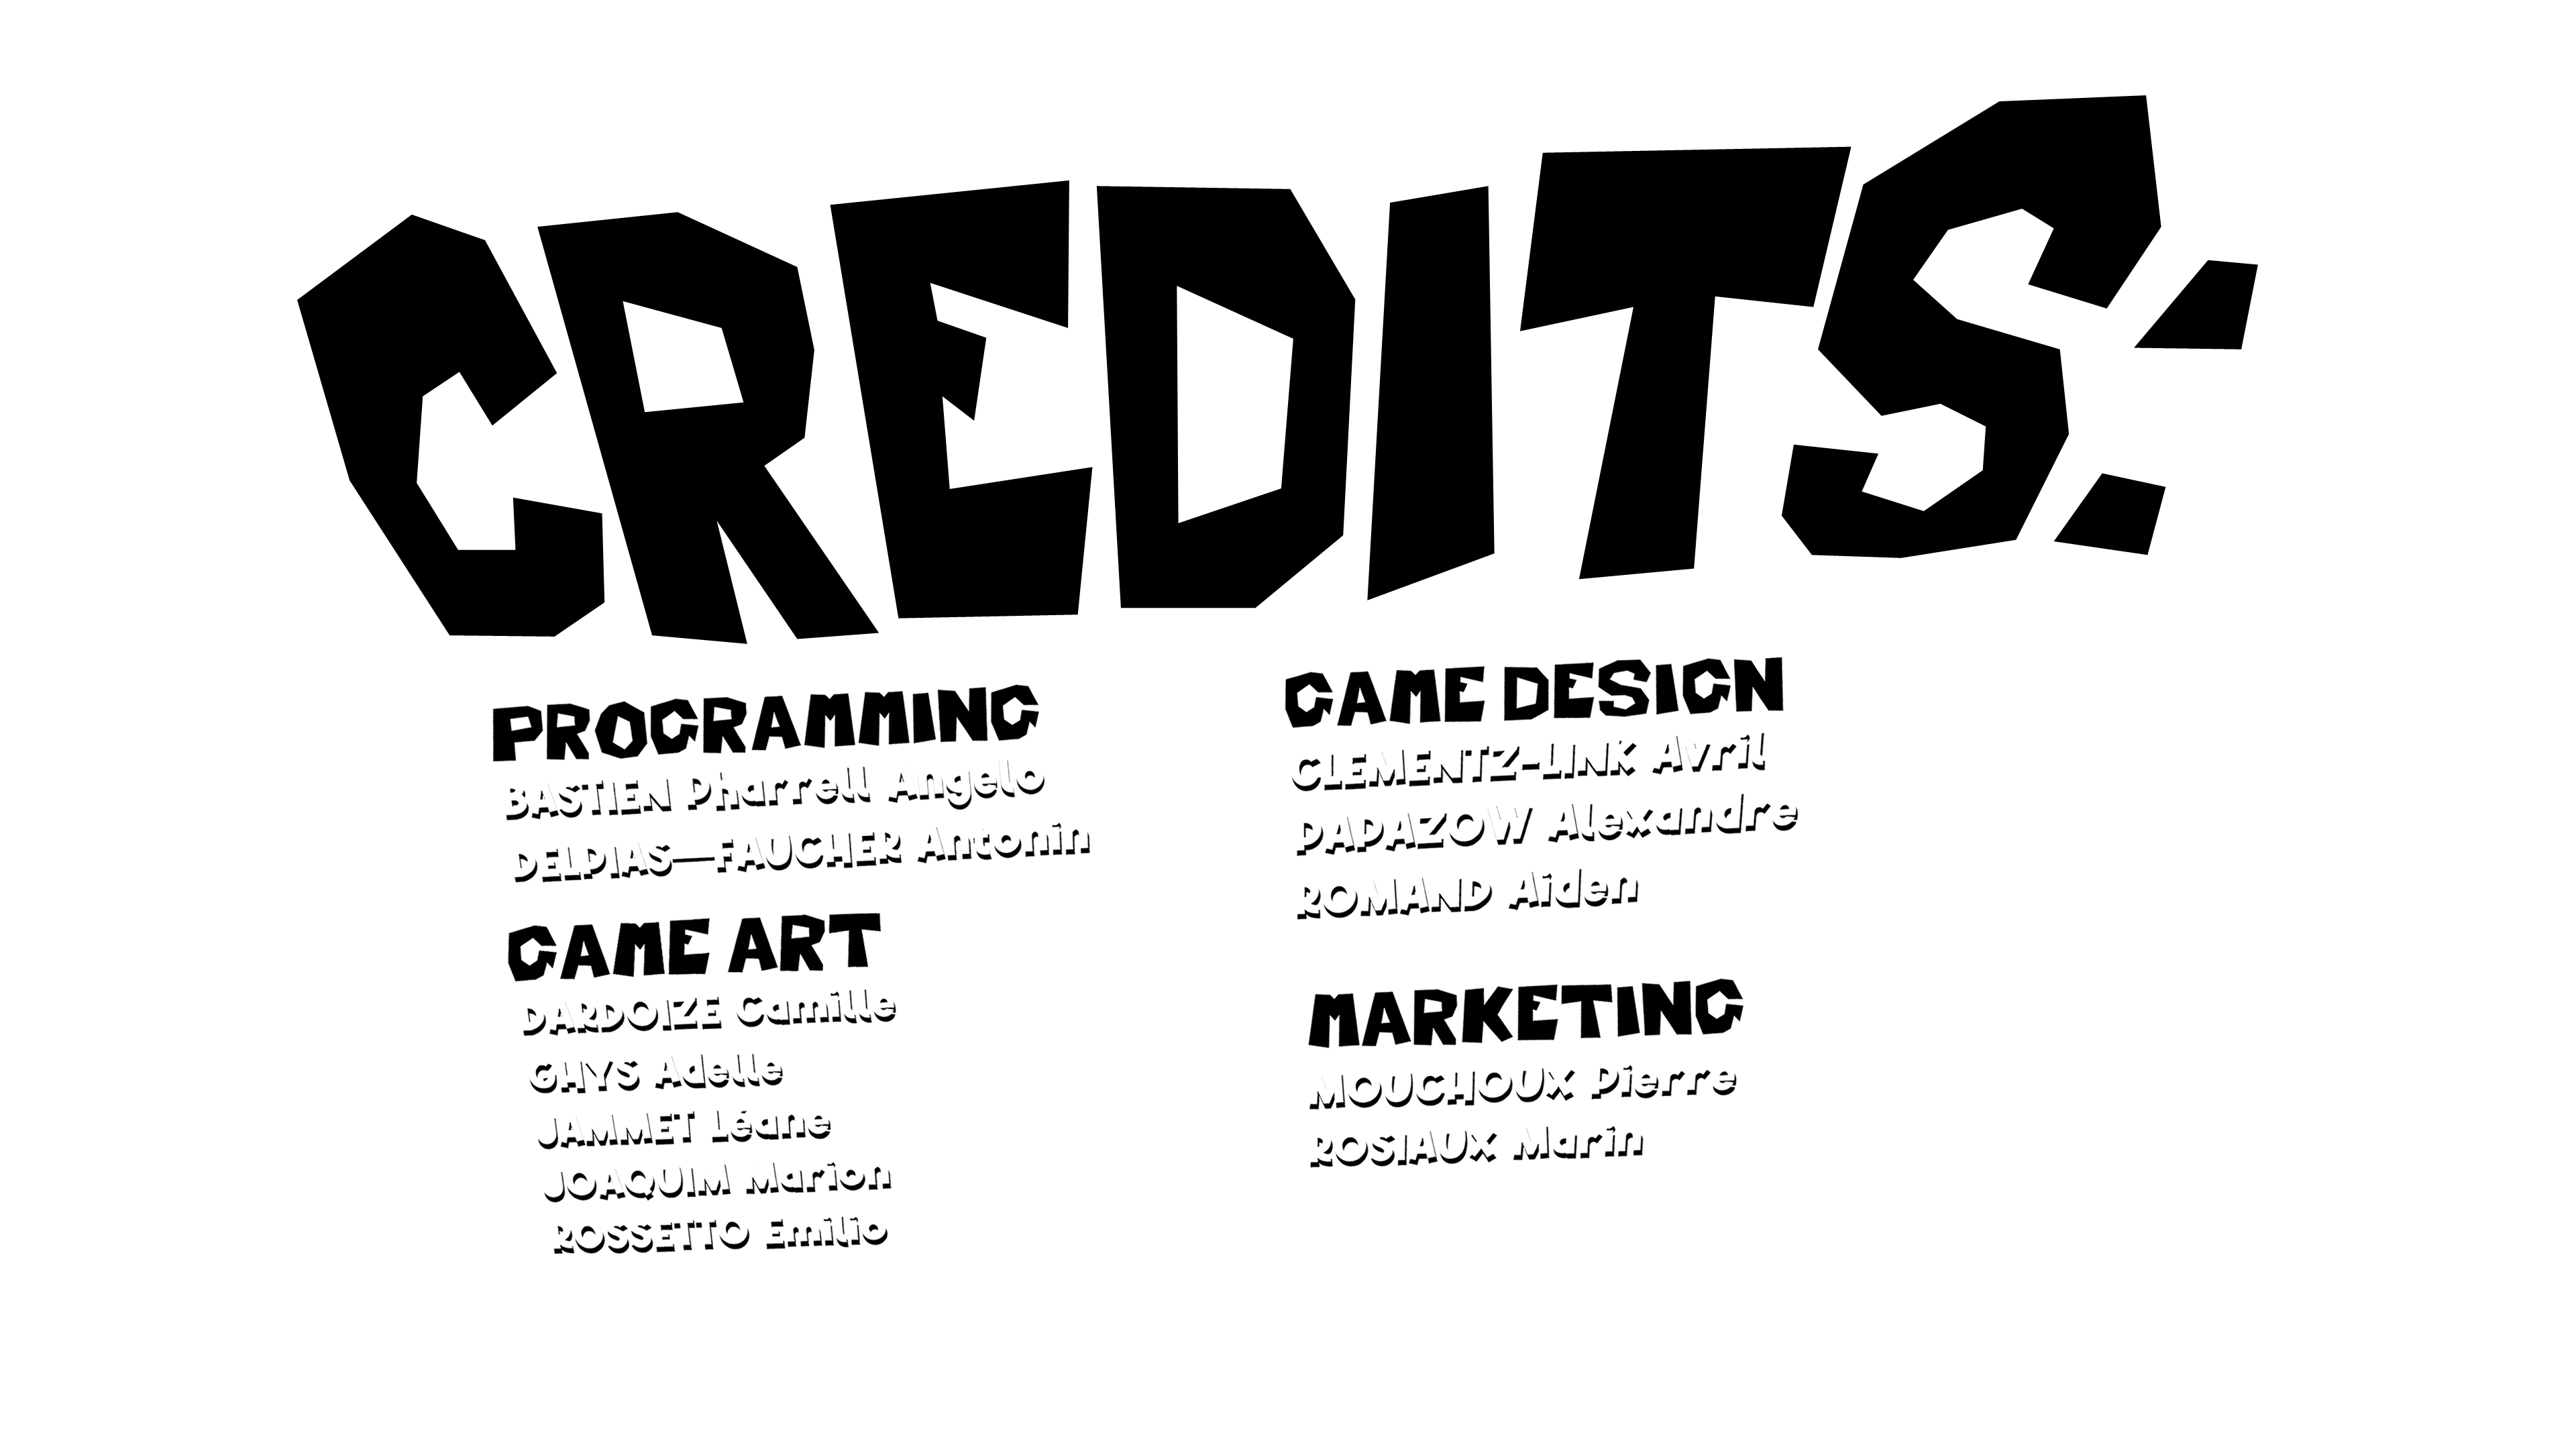 CREDITS:
PROGRAMMING
BASTIEN Pharrell Angelo
DELPIAS—FAUCHER Antonin
GAME ART
DARDOIZE Camille
GHYS Adelle
JAMMET Léane
JOAQUIM Marion
ROSSETTO Emilio
GAME DESIGN
CLEMENTZ-LINK Avril
PAPAZOW Alexandre
ROMAND Aiden
MARKETING
MOUCHOUX Pierre
ROSIAUX Marin